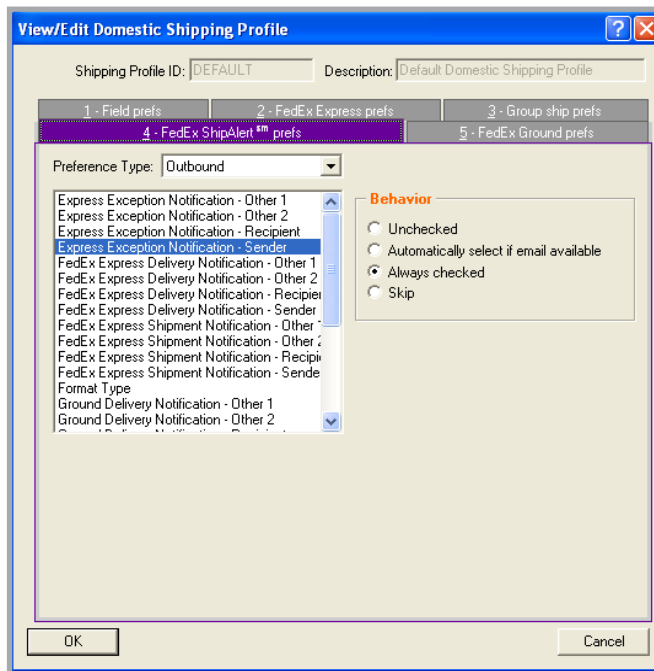 View/Edit Domestic Shipping Profile
Shipping Profile ID: DEFAULT Description: Default Domestic Shipping Profile
1 - Field prefs 2 - FedEx Express prefs 3 - Group ship prefs
4 - FedEx ShipAlert sm prefs 5 - FedEx Ground prefs
Preference Type: Outbound
Express Exception Notification - Other 1
Express Exception Notification - Other 2
Express Exception Notification - Recipient
Express Exception Notification - Sender
FedEx Express Delivery Notification - Other 1
FedEx Express Delivery Notification - Other 2
FedEx Express Delivery Notification - Recipie
FedEx Express Delivery Notification - Sender
FedEx Express Shipment Notification - Other
FedEx Express Shipment Notification - Other
FedEx Express Shipment Notification - Recipi
FedEx Express Shipment Notification - Sende
Format Type
Ground Delivery Notification - Other 1
Ground Delivery Notification - Other 2
Behavior
Unchecked
Automatically select if email available
Always checked
Skip
OK Cancel